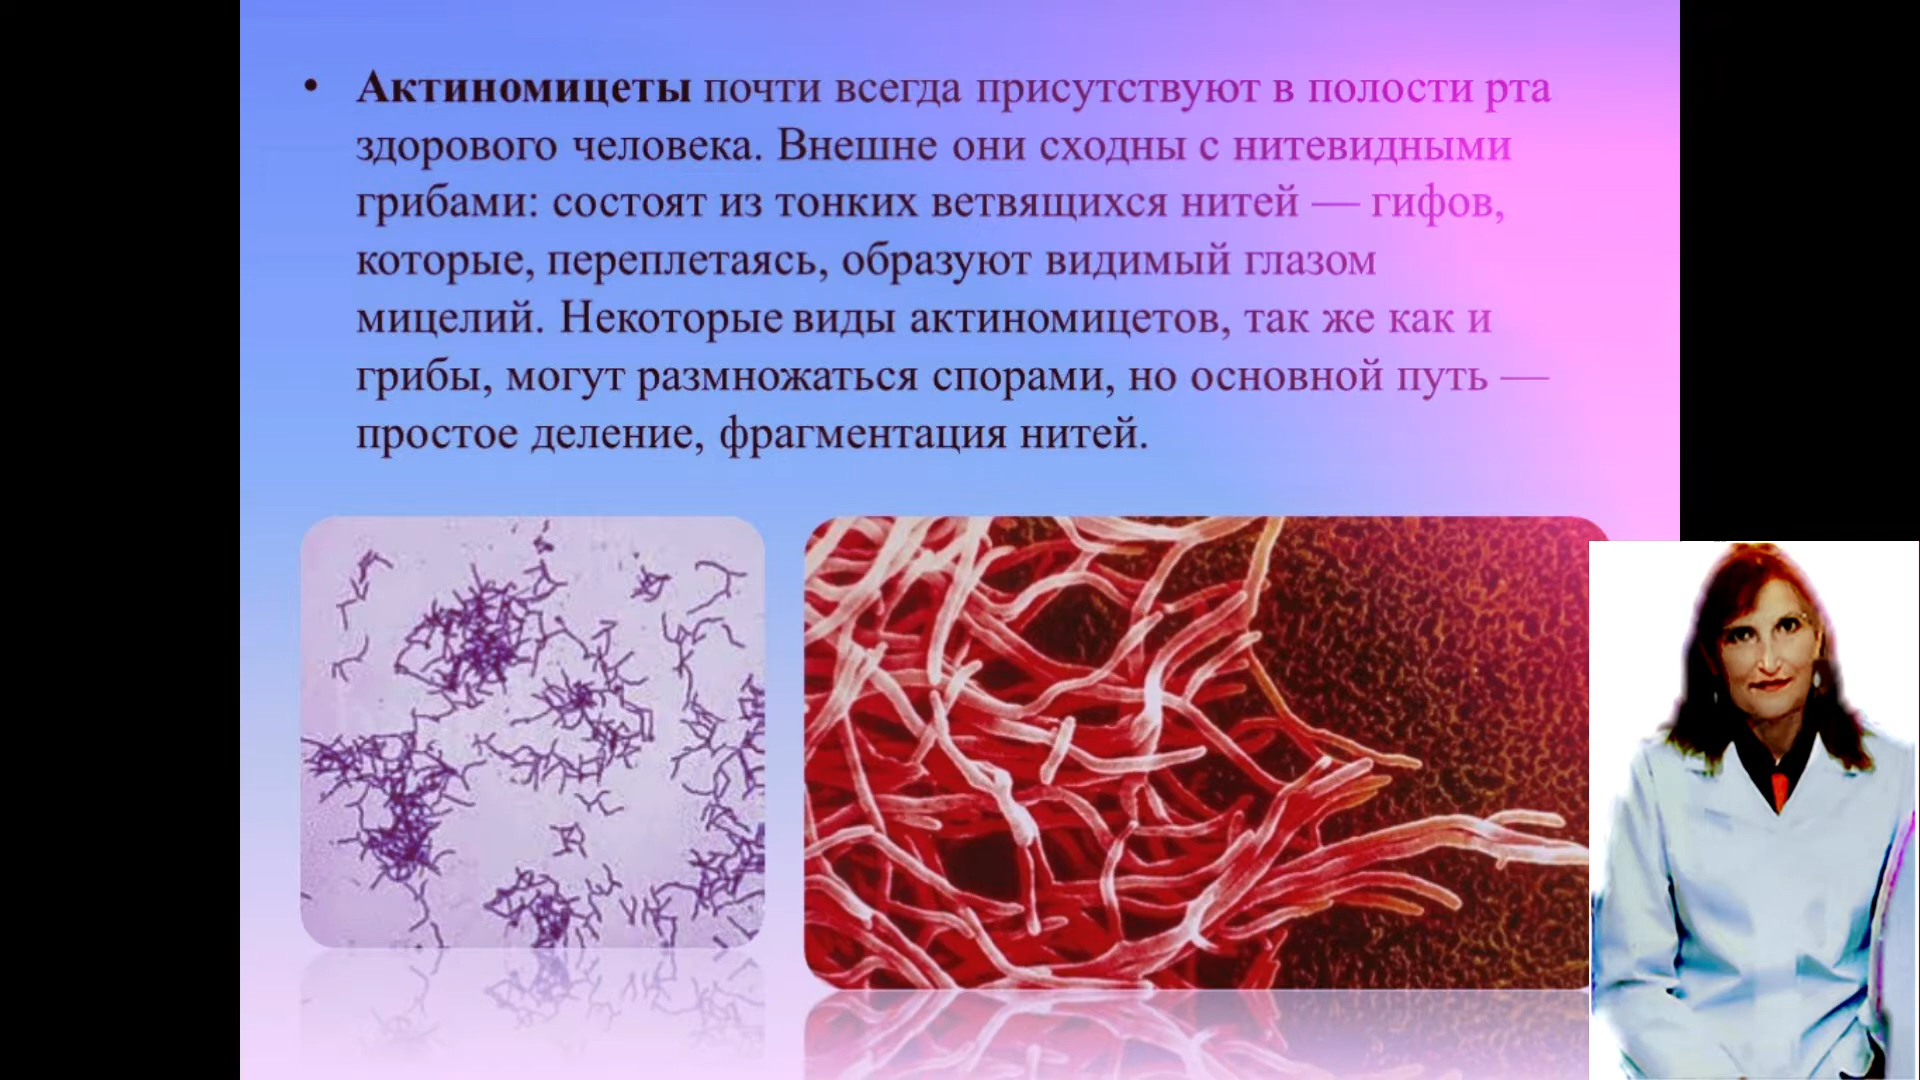 • Актиномицеты почти всегда присутствуют в полости рта
здорового человека. Внешне они сходны с нитевидными
грибами: состоят из тонких ветвящихся нитей — гифов,
которые, переплетаясь, образуют видимый глазом
мицелий. Некоторые виды актиномицетов, так же как и
грибы, могут размножаться спорами, но основной путь —
простое деление, фрагментация нитей.